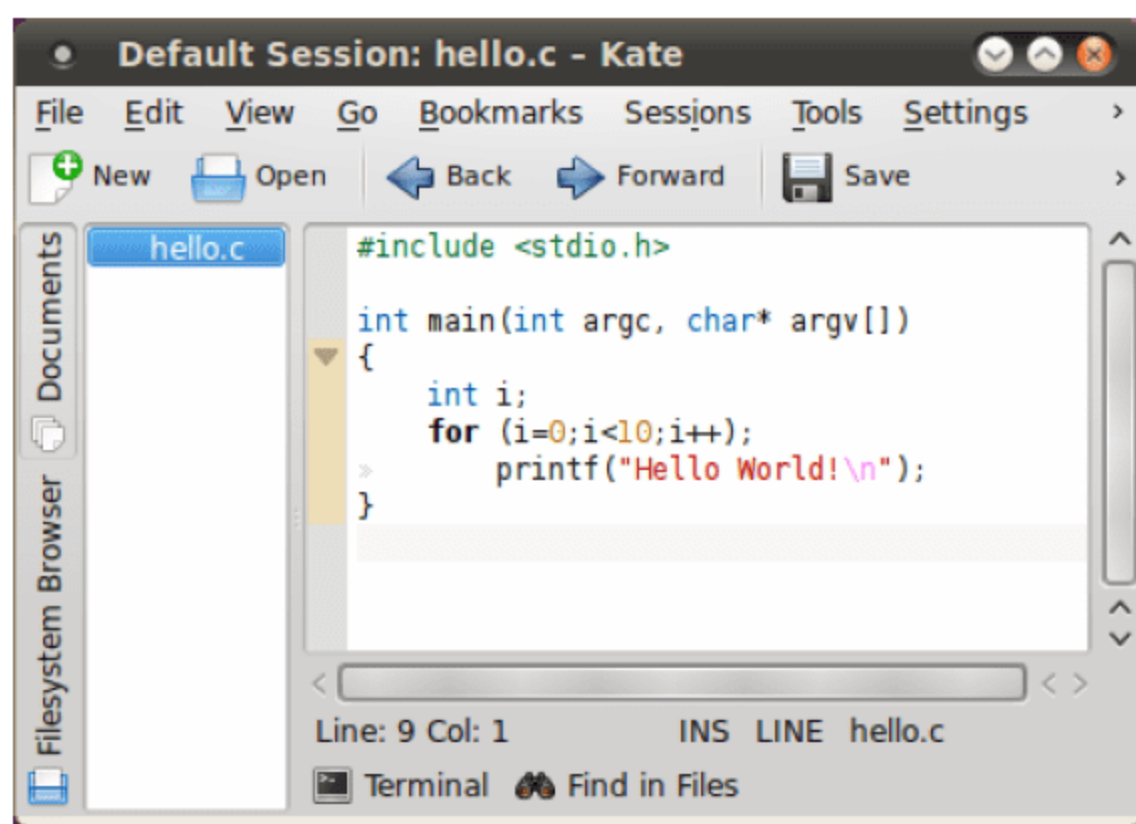 Default Session: hello.c – Kate
File Edit View Go Bookmarks Sessions Tools Settings
New Open Back Forward Save
Documents
Filesystem Browser
hello.c
#include <stdio.h>
int main(int argc, char* argv[])
{
int i;
for (i=0;i<10;i++);
printf("Hello World!\n");
}
Line: 9 Col: 1 INS LINE hello.c
Terminal Find in Files